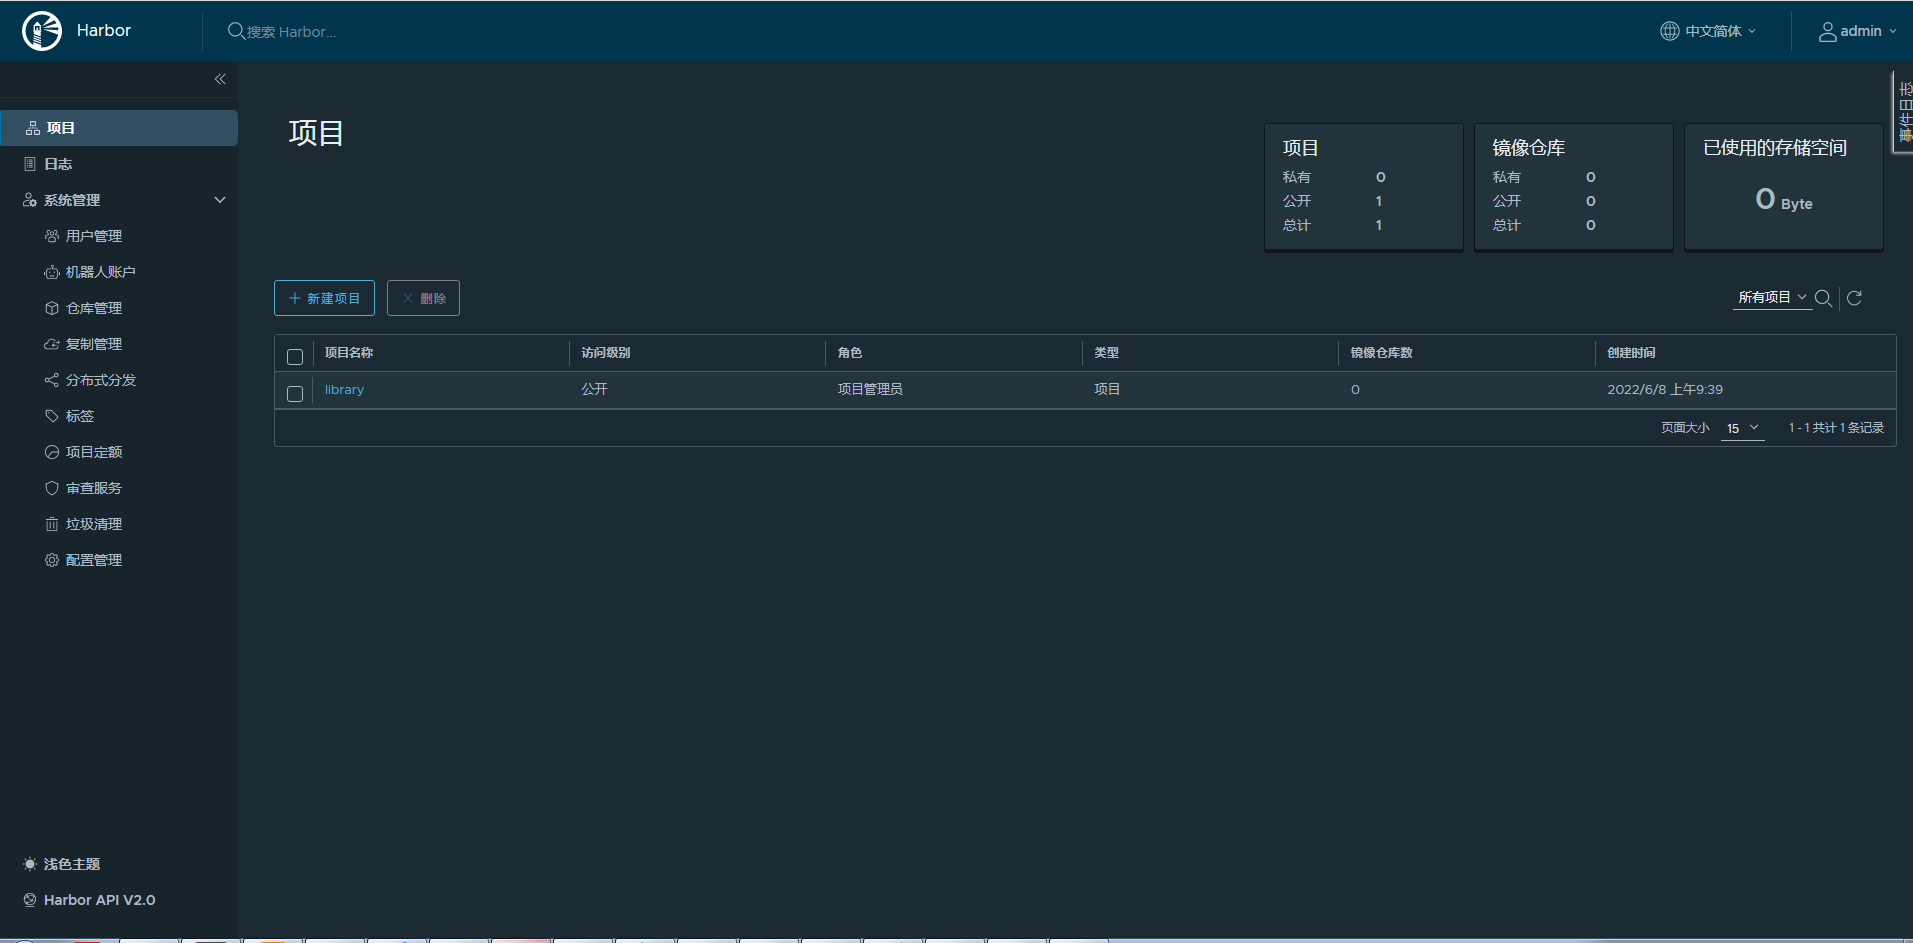 Harbor
搜索 Harbor...
中文简体
admin
事件日志
项目
日志
系统管理
用户管理
机器人账户
仓库管理
复制管理
分布式分发
标签
项目定额
审查服务
垃圾清理
配置管理
浅色主题
Harbor API V2.0
项目
项目
私有 0
公开 1
总计 1
镜像仓库
私有 0
公开 0
总计 0
已使用的存储空间
0 Byte
新建项目
删除
所有项目
项目名称 访问级别 角色 类型 镜像仓库数 创建时间
library 公开 项目管理员 项目 0 2022/6/8 上午9:39
页面大小 15 1 - 1 共计 1 条记录